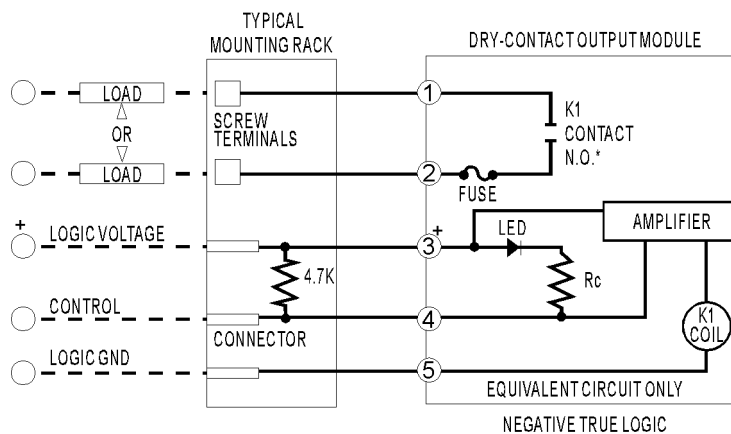 TYPICAL
MOUNTING RACK
DRY-CONTACT OUTPUT MODULE
LOAD
OR
LOAD
SCREW
TERMINALS
1
K1
CONTACT
N.O.*
2
FUSE
+
LOGIC VOLTAGE
4.7K
3
+
LED
Rc
AMPLIFIER
CONTROL
CONNECTOR
4
K1
COIL
LOGIC GND
5
EQUIVALENT CIRCUIT ONLY
NEGATIVE TRUE LOGIC